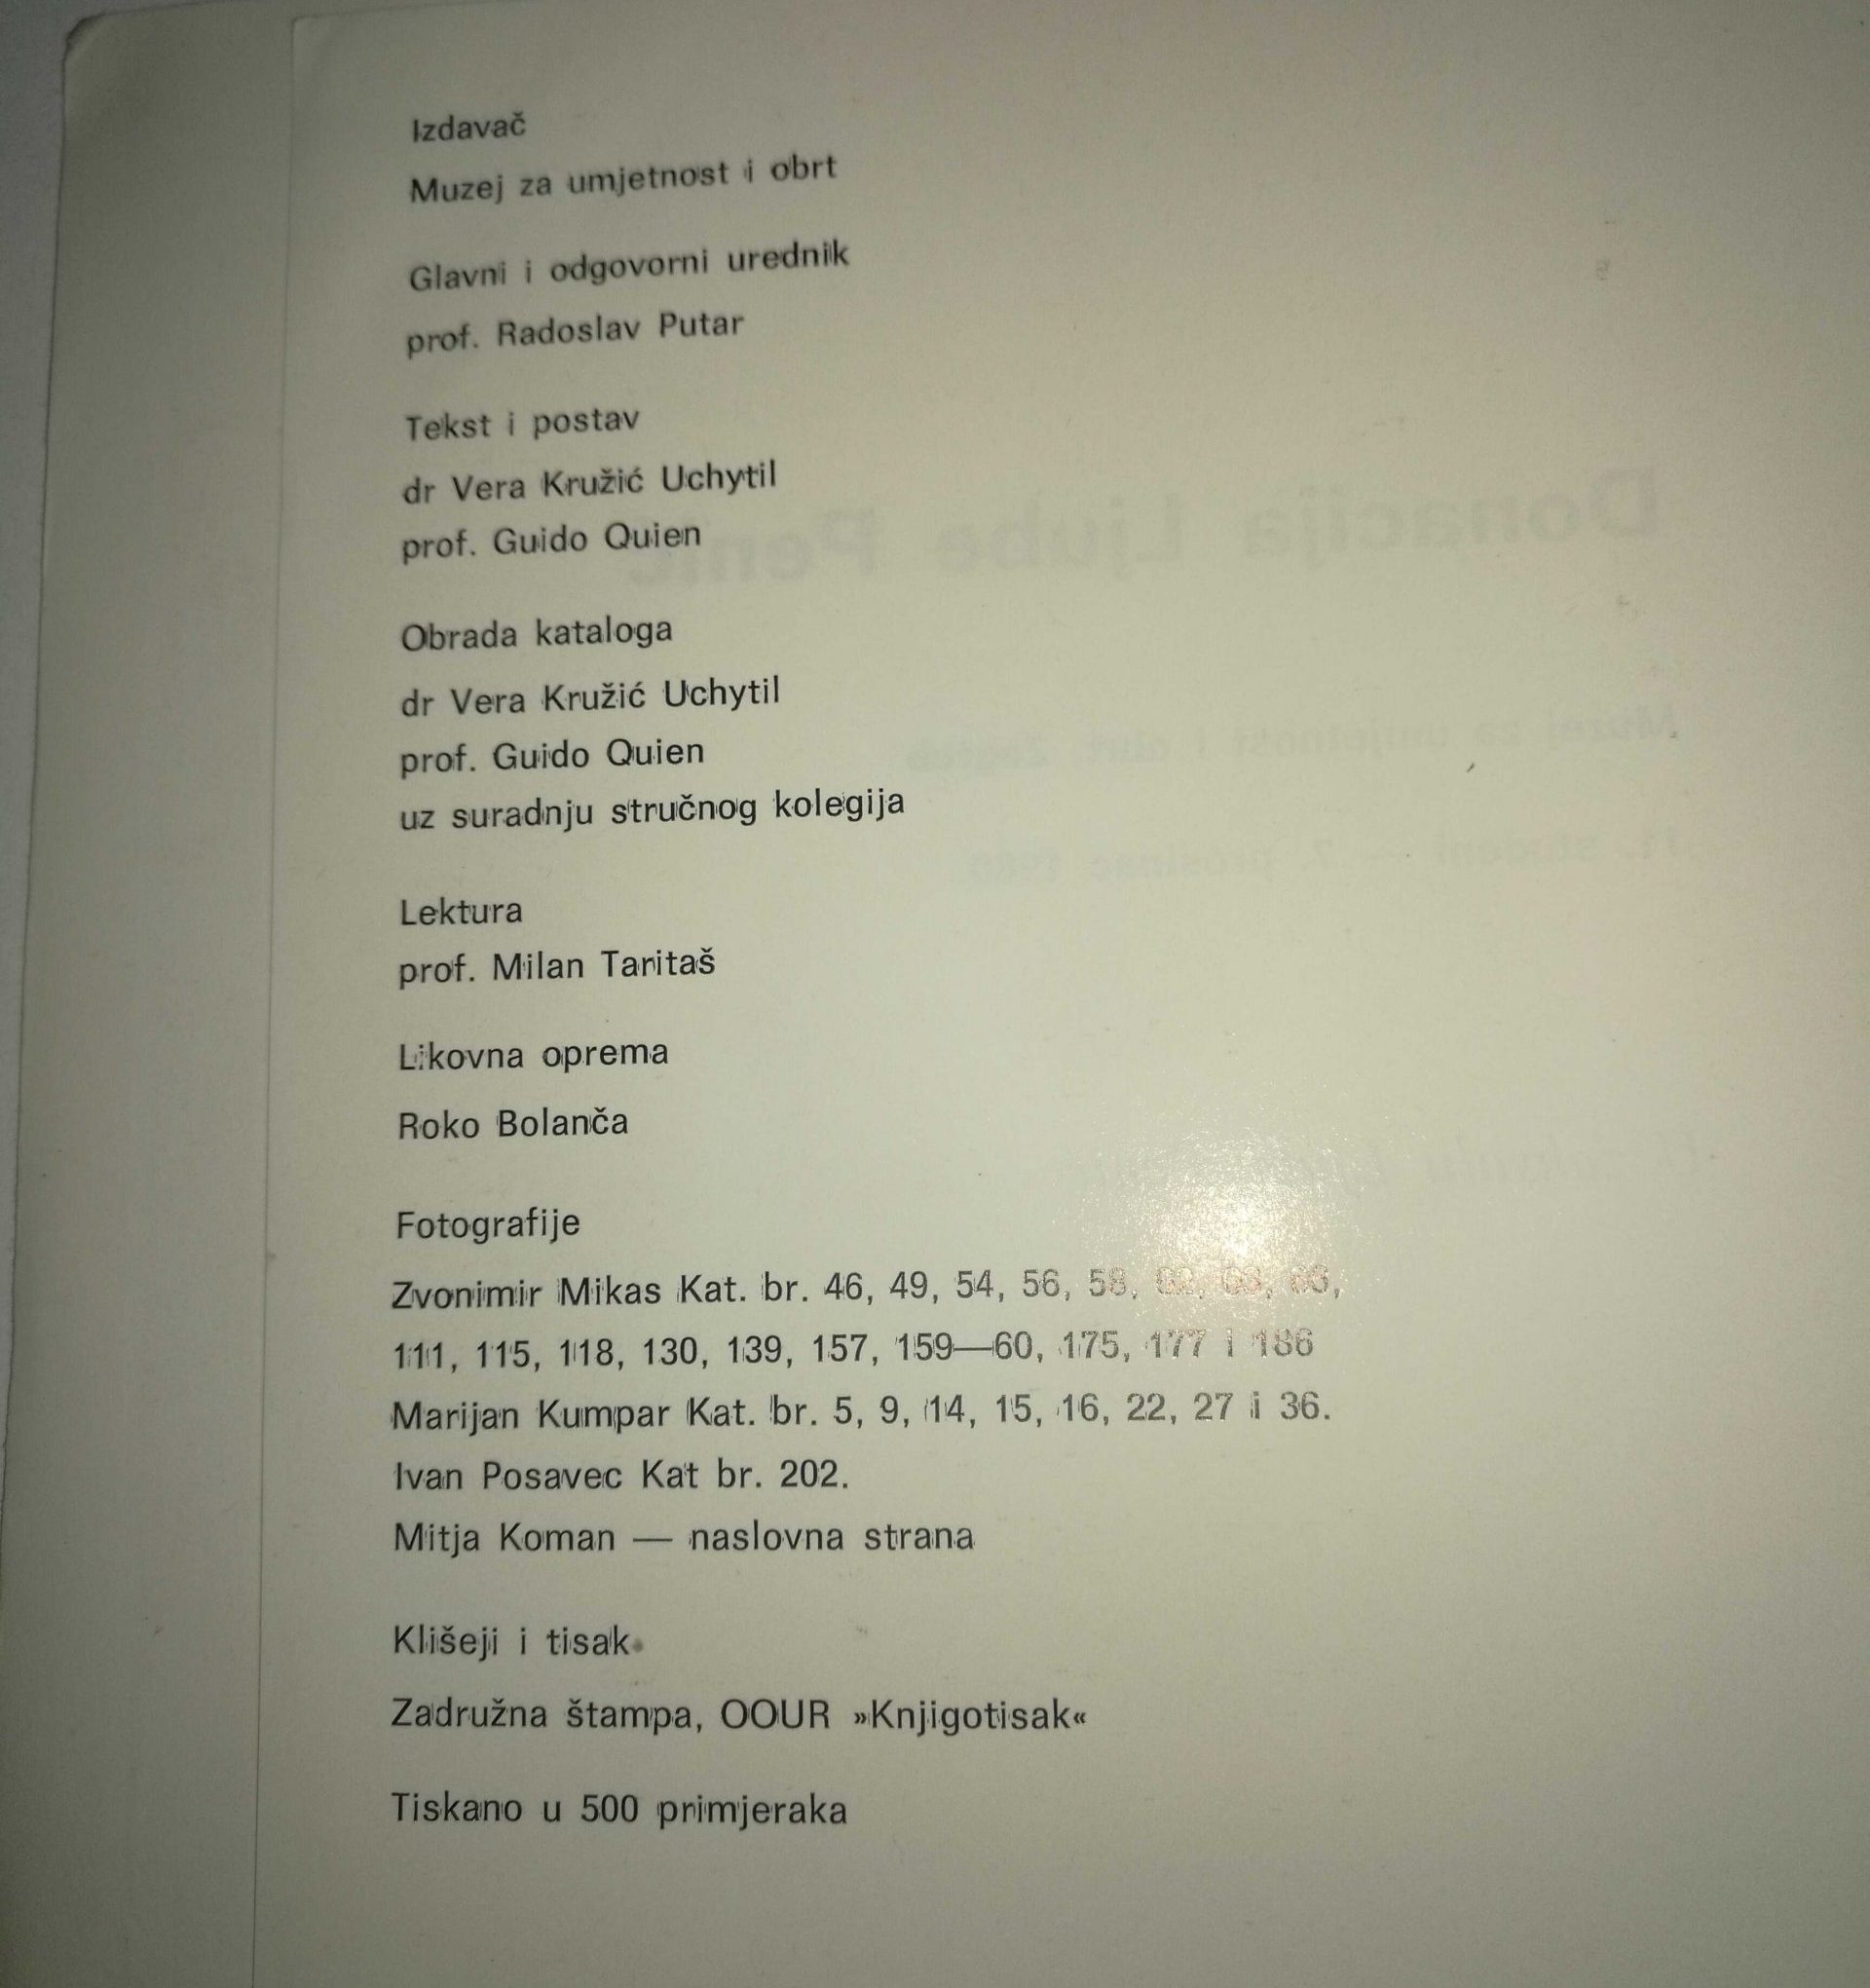 Izdavač
Muzej za umjetnost i obrt
Glavni i odgovorni urednik
prof. Radoslav Putar
Tekst i postav
dr Vera Kružić Uchytil
prof. Guido Quien
Obrada kataloga
dr Vera Kružić Uchytil
prof. Guido Quien
uz suradnju stručnog kolegija
Lektura
prof. Milan Taritaš
Likovna oprema
Roko Bolanča
Fotografije
Zvonimir Mikas Kat. br. 46, 49, 54, 56, 58,
111, 115, 118, 130, 139, 157, 159—60, 175, 177 i 186
Marijan Kumpar Kat. br. 5, 9, 14, 15, 16, 22, 27 i 36.
Ivan Posavec Kat br. 202.
Mitja Koman — naslovna strana
Klišeji i tisak
Zadružna štampa, OOUR »Knjigotisak«
Tiskano u 500 primjeraka